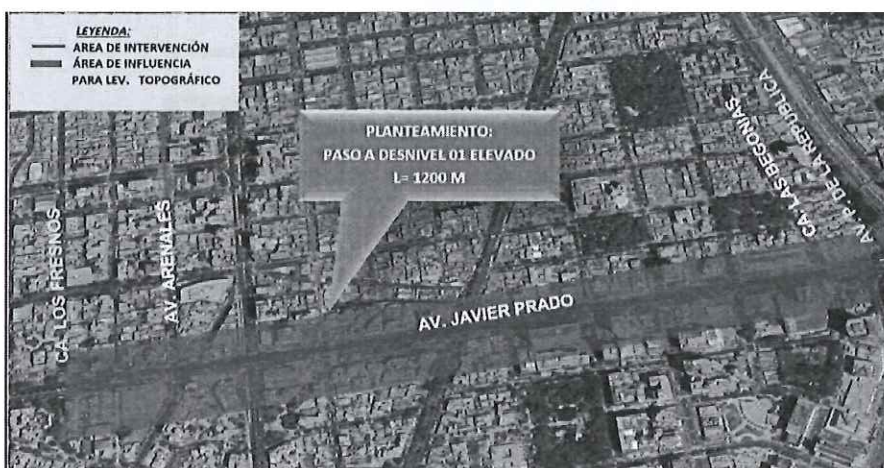 LEYENDA:
AREA DE INTERVENCIÓN
ÁREA DE INFLUENCIA
PARA LEV. TOPOGRÁFICO
PLANTEAMIENTO:
PASO A DESNIVEL 01 ELEVADO
L= 1200 M
CA. LOS FRESNOS
AV. ARENALES
AV. JAVIER PRADO
CA. LAS BEGONIAS
AV. P. DE LA REPUBLICA